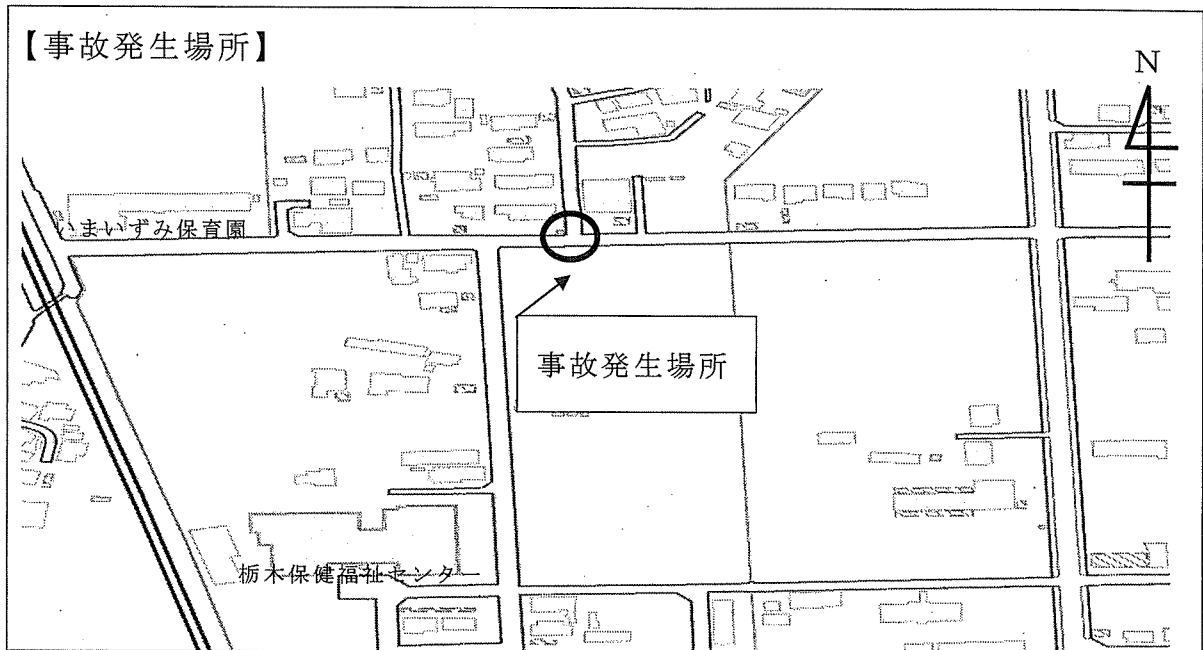 【事故発生場所】
N
いまいずみ保育園
事故発生場所
栃木保健福祉センター